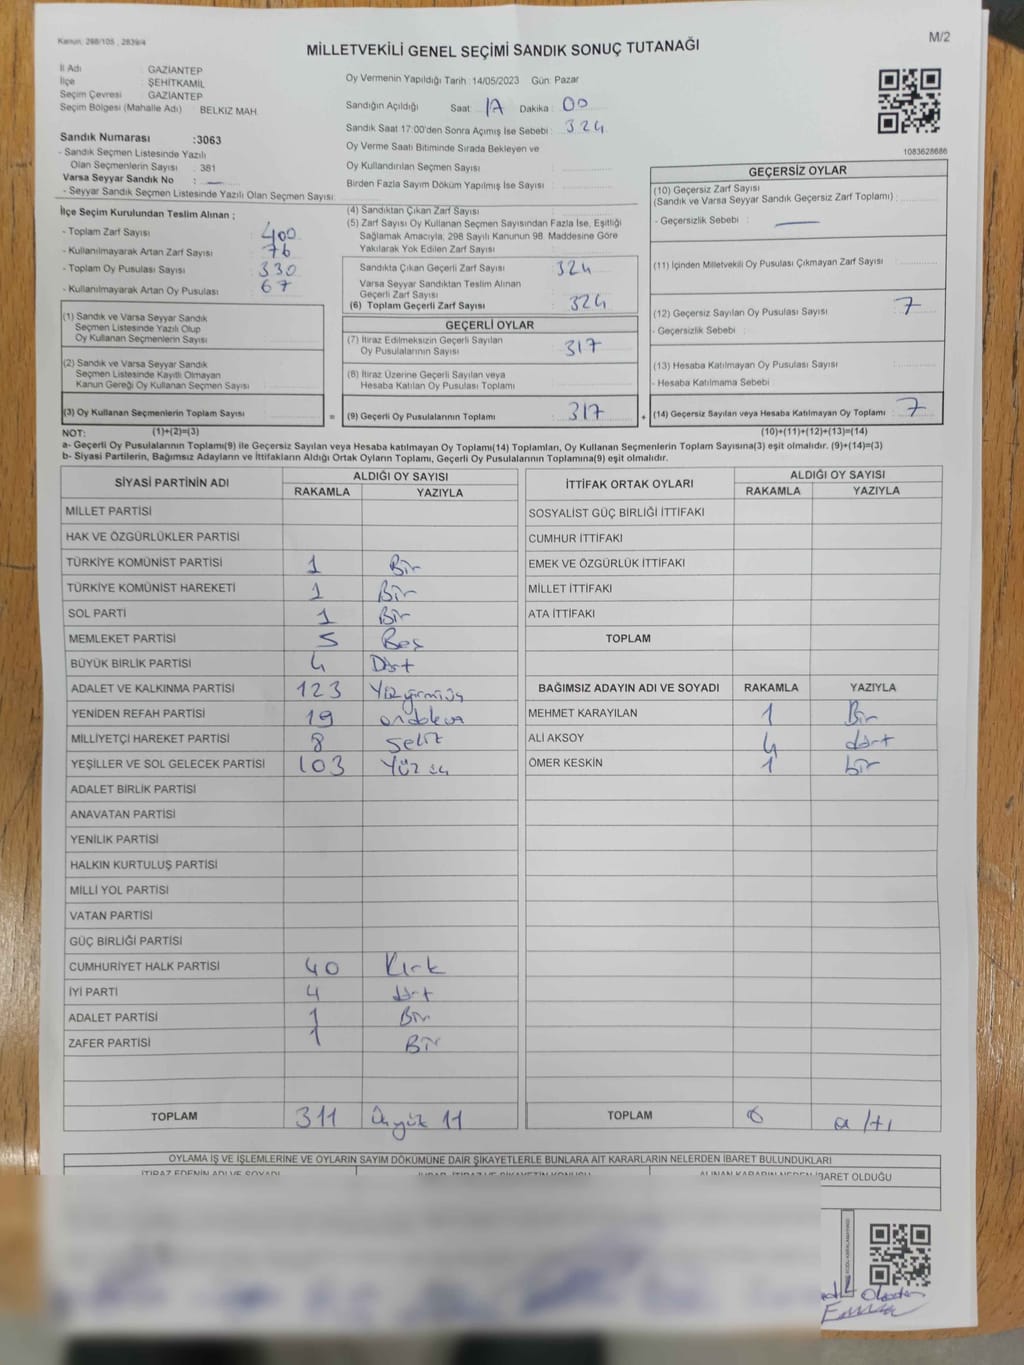 Kanun: 298/105 , 2839/4
M/2
MİLLETVEKİLİ GENEL SEÇİMİ SANDIK SONUÇ TUTANAĞI
İl Adı : GAZİANTEP
İlçe : ŞEHİTKAMİL
Seçim Çevresi : GAZİANTEP
Seçim Bölgesi (Mahalle Adı) BELKIZ MAH.
Sandık Numarası :3063
- Sandık Seçmen Listesinde Yazılı
Olan Seçmenlerin Sayısı : 381
Varsa Seyyar Sandık No :
- Seyyar Sandık Seçmen Listesinde Yazılı Olan Seçmen Sayısı:
Oy Vermenin Yapıldığı Tarih : 14/05/2023 Gün: Pazar
Sandığın Açıldığı Saat: Dakika : 00
Sandık Saat 17:00'den Sonra Açımış İse Sebebi : 324
Oy Verme Saati Bitiminde Sırada Bekleyen ve
Oy Kullandırılan Seçmen Sayısı :
Birden Fazla Sayım Döküm Yapılmış İse Sayısı :
1083628686
İlçe Seçim Kurulundan Teslim Alınan ;
- Toplam Zarf Sayısı : 400
- Kullanılmayarak Artan Zarf Sayısı : 76
- Toplam Oy Pusulası Sayısı : 330
- Kullanılmayarak Artan Oy Pusulası : 67
(1) Sandık ve Varsa Seyyar Sandık
Seçmen Listesinde Yazılı Olup
Oy Kullanan Seçmenlerin Sayısı
(2) Sandık ve Varsa Seyyar Sandık
Seçmen Listesinde Kayıtlı Olmayan
Kanun Gereği Oy Kullanan Seçmen Sayısı
(3) Oy Kullanan Seçmenlerin Toplam Sayısı
(4) Sandıktan Çıkan Zarf Sayısı
(5) Zarf Sayısı Oy Kullanan Seçmen Sayısından Fazla İse, Eşitliği
Sağlamak Amacıyla, 298 Sayılı Kanunun 98. Maddesine Göre
Yakılarak Yok Edilen Zarf Sayısı
Sandıkta Çıkan Geçerli Zarf Sayısı 324
Varsa Seyyar Sandıktan Teslim Alınan
Geçerli Zarf Sayısı
(6) Toplam Geçerli Zarf Sayısı 324
GEÇERLİ OYLAR
(7) İtiraz Edilmeksizin Geçerli Sayılan
Oy Pusulalarının Sayısı 317
(8) İtiraz Üzerine Geçerli Sayılan veya
Hesaba Katılan Oy Pusulası Toplamı
= (9) Geçerli Oy Pusulalarının Toplamı 317
GEÇERSİZ OYLAR
(10) Geçersiz Zarf Sayısı
(Sandık ve Varsa Seyyar Sandık Geçersiz Zarf Toplamı) :
- Geçersizlik Sebebi :
(11) İçinden Milletvekili Oy Pusulası Çıkmayan Zarf Sayısı
(12) Geçersiz Sayılan Oy Pusulası Sayısı 7
- Geçersizlik Sebebi :
(13) Hesaba Katılmayan Oy Pusulası Sayısı
- Hesaba Katılmama Sebebi
+ (14) Geçersiz Sayılan veya Hesaba Katılmayan Oy Toplamı 7
NOT: (1)+(2)=(3) (10)+(11)+(12)+(13)=(14)
a- Geçerli Oy Pusulalarının Toplamı(9) ile Geçersiz Sayılan veya Hesaba katılmayan Oy Toplamı(14) Toplamları, Oy Kullanan Seçmenlerin Toplam Sayısına(3) eşit olmalıdır. (9)+(14)=(3)
b- Siyasi Partilerin, Bağımsız Adayların ve İttifakların Aldığı Ortak Oyların Toplamı, Geçerli Oy Pusulalarının Toplamına(9) eşit olmalıdır.
SİYASİ PARTİNİN ADI ALDIĞI OY SAYISI
RAKAMLA YAZIYLA
MİLLET PARTİSİ
HAK VE ÖZGÜRLÜKLER PARTİSİ
TÜRKİYE KOMÜNİST PARTİSİ 1 Bir
TÜRKİYE KOMÜNİST HAREKETİ 1 Bir
SOL PARTİ 1 Bir
MEMLEKET PARTİSİ 5 Beş
BÜYÜK BİRLİK PARTİSİ 4 Dört
ADALET VE KALKINMA PARTİSİ 123
YENİDEN REFAH PARTİSİ 19
MİLLİYETÇİ HAREKET PARTİSİ 8 Sekiz
YEŞİLLER VE SOL GELECEK PARTİSİ 103 Yüz üç
ADALET BİRLİK PARTİSİ
ANAVATAN PARTİSİ
YENİLİK PARTİSİ
HALKIN KURTULUŞ PARTİSİ
MİLLİ YOL PARTİSİ
VATAN PARTİSİ
GÜÇ BİRLİĞİ PARTİSİ
CUMHURİYET HALK PARTİSİ 40 Kırk
İYİ PARTİ 4 dört
ADALET PARTİSİ 1 Bir
ZAFER PARTİSİ 1 Bir
TOPLAM 311 Üçyüz 11
İTTİFAK ORTAK OYLARI ALDIĞI OY SAYISI
RAKAMLA YAZIYLA
SOSYALİST GÜÇ BİRLİĞİ İTTİFAKI
CUMHUR İTTİFAKI
EMEK VE ÖZGÜRLÜK İTTİFAKI
MİLLET İTTİFAKI
ATA İTTİFAKI
TOPLAM
BAĞIMSIZ ADAYIN ADI VE SOYADI RAKAMLA YAZIYLA
MEHMET KARAYILAN 1 Bir
ALİ AKSOY 4 dört
ÖMER KESKİN 1 bir
TOPLAM 6 altı
OYLAMA İŞ VE İŞLEMLERİNE VE OYLARIN SAYIM DÖKÜMÜNE DAİR ŞİKAYETLERLE BUNLARA AİT KARARLARIN NELERDEN İBARET BULUNDUKLARI
İTİRAZ EDENİN ADI VE SOYADI
ALINAN KARARIN NEDEN İBARET OLDUĞU